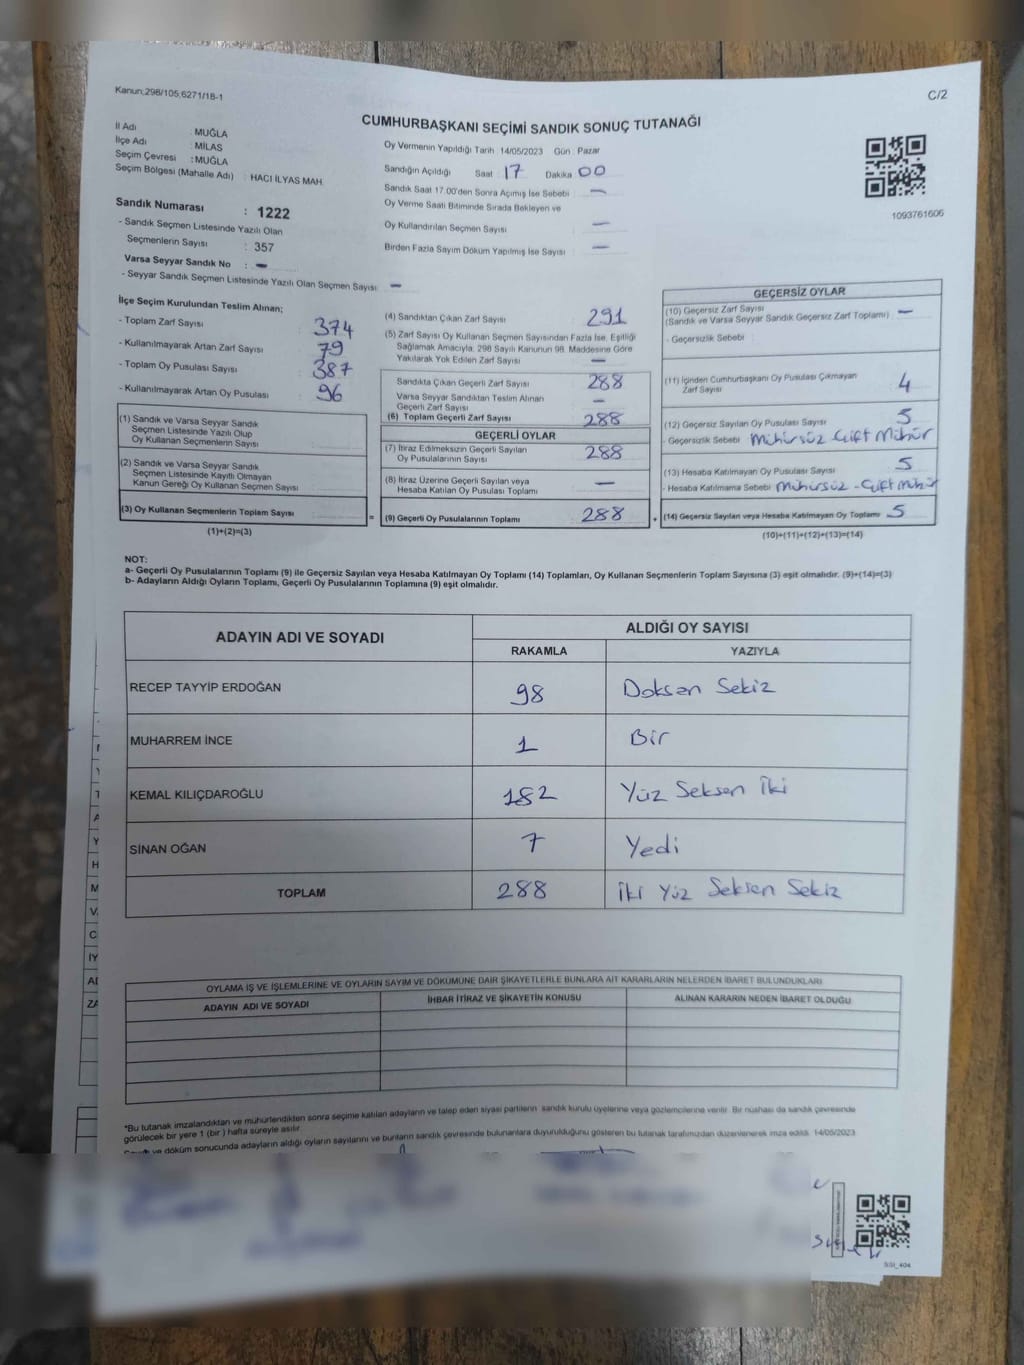 Kanun;298/105;6271/18-1
C/2
CUMHURBAŞKANI SEÇİMİ SANDIK SONUÇ TUTANAĞI
İl Adı : MUĞLA
İlçe Adı : MİLAS
Seçim Çevresi : MUĞLA
Seçim Bölgesi (Mahalle Adı) : HACI İLYAS MAH.
Oy Vermenin Yapıldığı Tarih :14/05/2023 Gün : Pazar
Sandığın Açıldığı Saat : 17 Dakika : 00
Sandık Saat 17.00'den Sonra Açımış İse Sebebi : -
Oy Verme Saati Bitiminde Sırada Bekleyen ve
Oy Kullandırılan Seçmen Sayısı : -
Birden Fazla Sayım Döküm Yapılmış İse Sayısı : -
1093761606
Sandık Numarası : 1222
- Sandık Seçmen Listesinde Yazılı Olan
Seçmenlerin Sayısı : 357
Varsa Seyyar Sandık No : -
- Seyyar Sandık Seçmen Listesinde Yazılı Olan Seçmen Sayısı : -
İlçe Seçim Kurulundan Teslim Alınan;
- Toplam Zarf Sayısı : 374
- Kullanılmayarak Artan Zarf Sayısı : 79
- Toplam Oy Pusulası Sayısı : 387
- Kullanılmayarak Artan Oy Pusulası : 96
(1) Sandık ve Varsa Seyyar Sandık
Seçmen Listesinde Yazılı Olup
Oy Kullanan Seçmenlerin Sayısı :
(2) Sandık ve Varsa Seyyar Sandık
Seçmen Listesinde Kayıtlı Olmayan
Kanun Gereği Oy Kullanan Seçmen Sayısı :
(3) Oy Kullanan Seçmenlerin Toplam Sayısı :
(1)+(2)=(3)
(4) Sandıktan Çıkan Zarf Sayısı : 291
(5) Zarf Sayısı Oy Kullanan Seçmen Sayısından Fazla İse, Eşitliği
Sağlamak Amacıyla; 298 Sayılı Kanunun 98. Maddesine Göre
Yakılarak Yok Edilen Zarf Sayısı : -
Sandıkta Çıkan Geçerli Zarf Sayısı : 288
Varsa Seyyar Sandıktan Teslim Alınan
Geçerli Zarf Sayısı : -
(6) Toplam Geçerli Zarf Sayısı : 288
GEÇERLİ OYLAR
(7) İtiraz Edilmeksizin Geçerli Sayılan
Oy Pusulalarının Sayısı : 288
(8) İtiraz Üzerine Geçerli Sayılan veya
Hesaba Katılan Oy Pusulası Toplamı : -
= (9) Geçerli Oy Pusulalarının Toplamı : 288 +
GEÇERSİZ OYLAR
(10) Geçersiz Zarf Sayısı
(Sandık ve Varsa Seyyar Sandık Geçersiz Zarf Toplamı) : -
- Geçersizlik Sebebi :
(11) İçinden Cumhurbaşkanı Oy Pusulası Çıkmayan
Zarf Sayısı : 4
(12) Geçersiz Sayılan Oy Pusulası Sayısı : 5
- Geçersizlik Sebebi : Mühürsüz Çift Mühür
(13) Hesaba Katılmayan Oy Pusulası Sayısı : 5
- Hesaba Katılmama Sebebi : Mühürsüz - Çift Mühür
(14) Geçersiz Sayılan veya Hesaba Katılmayan Oy Toplamı : 5
(10)+(11)+(12)+(13)=(14)
NOT:
a- Geçerli Oy Pusulalarının Toplamı (9) ile Geçersiz Sayılan veya Hesaba Katılmayan Oy Toplamı (14) Toplamları, Oy Kullanan Seçmenlerin Toplam Sayısına (3) eşit olmalıdır. (9)+(14)=(3)
b- Adayların Aldığı Oyların Toplamı, Geçerli Oy Pusulalarının Toplamına (9) eşit olmalıdır.
ADAYIN ADI VE SOYADI ALDIĞI OY SAYISI
RAKAMLA YAZIYLA
RECEP TAYYİP ERDOĞAN 98 Doksan Sekiz
MUHARREM İNCE 1 Bir
KEMAL KILIÇDAROĞLU 182 Yüz Seksen İki
SİNAN OĞAN 7 Yedi
TOPLAM 288 İki Yüz Seksen Sekiz
OYLAMA İŞ VE İŞLEMLERİNE VE OYLARIN SAYIM VE DÖKÜMÜNE DAİR ŞİKAYETLERLE BUNLARA AİT KARARLARIN NELERDEN İBARET BULUNDUKLARI
ADAYIN ADI VE SOYADI İHBAR İTİRAZ VE ŞİKAYETİN KONUSU ALINAN KARARIN NEDEN İBARET OLDUĞU
*Bu tutanak imzalandıktan ve mühürlendikten sonra seçime katılan adayların ve talep eden siyasi partilerin sandık kurulu üyelerine veya gözlemcilerine verilir. Bir nüshası da sandık çevresinde
görülecek bir yere 1 (bir) hafta süreyle asılır.
ve döküm sonucunda adayların aldığı oyların sayılarını ve bunların sandık çevresinde bulunanlara duyurulduğunu gösteren bu tutanak tarafımızdan düzenlenerek imza edildi. 14/05/2023